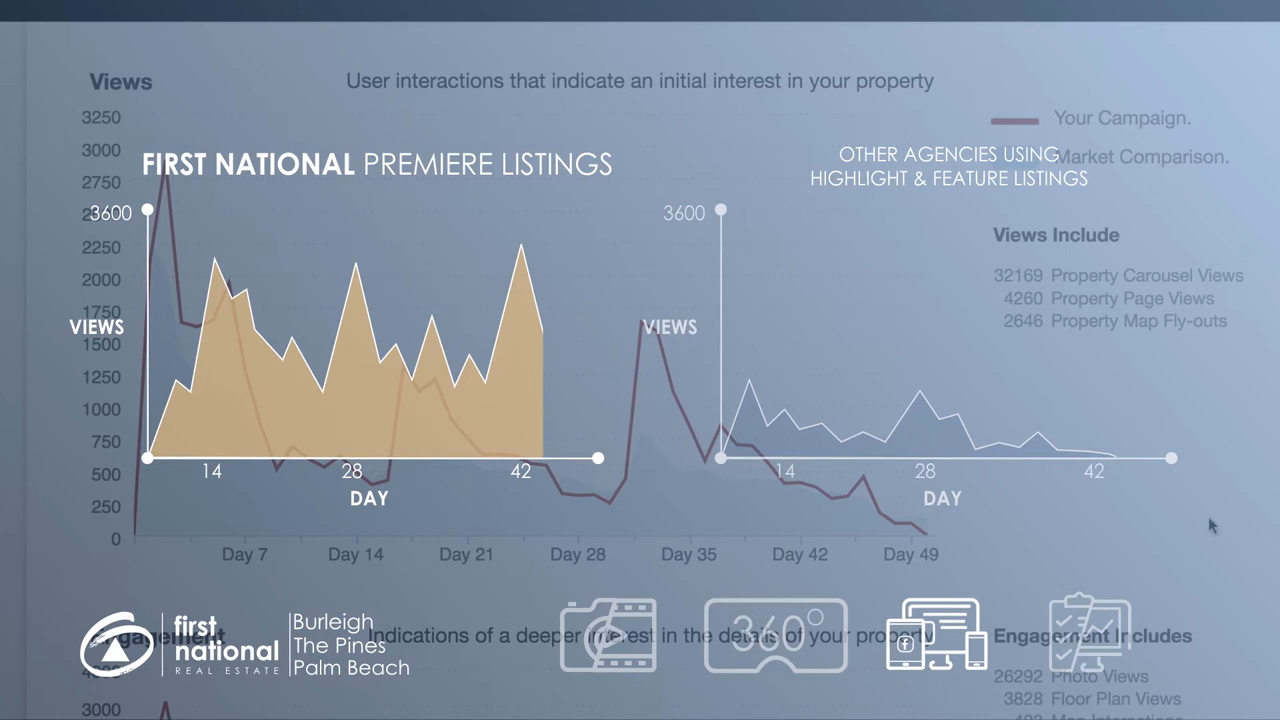 Views
User interactions that indicate an initial interest in your property
3250
3000
2750
2250
2000
1750
1500
1250
1000
750
500
250
0
Day 7
Day 14
Day 21
Day 28
Day 35
Day 42
Day 49
Your Campaign.
Market Comparison.
Views Include
32169 Property Carousel Views
4260 Property Page Views
2646 Property Map Fly-outs
FIRST NATIONAL PREMIERE LISTINGS
3600
VIEWS
14
28
42
DAY
OTHER AGENCIES USING
HIGHLIGHT & FEATURE LISTINGS
3600
VIEWS
14
28
42
DAY
first
national
REAL ESTATE
Burleigh
The Pines
Palm Beach
360°
f
Engagement
Indications of a deeper interest in the details of your property
Engagement Includes
26292 Photo Views
3828 Floor Plan Views
3000